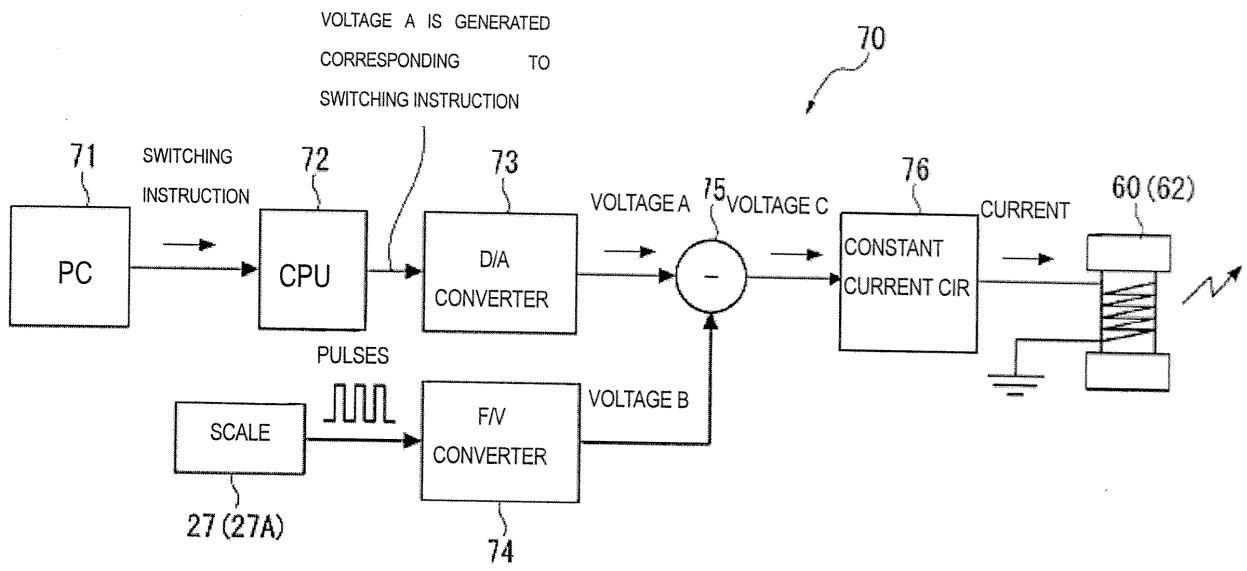 VOLTAGE A IS GENERATED
CORRESPONDING TO
SWITCHING INSTRUCTION
70
71
SWITCHING
INSTRUCTION
72
73
VOLTAGE A
75
VOLTAGE C
76
CURRENT
60(62)
PC
CPU
D/A
CONVERTER
−
CONSTANT
CURRENT CIR
PULSES
SCALE
F/V
CONVERTER
VOLTAGE B
27(27A)
74